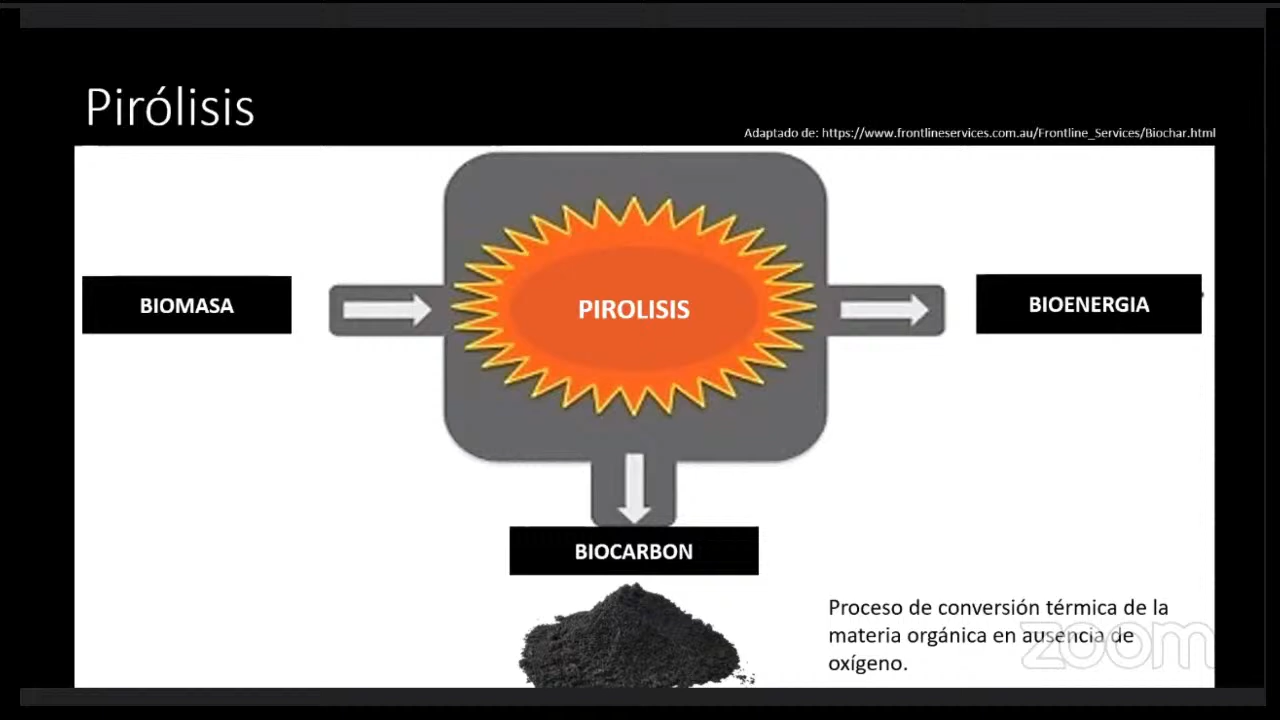 Pirólisis
Adaptado de: https://www.frontlineservices.com.au/Frontline_Services/Biochar.html
BIOMASA
PIROLISIS
BIOENERGIA
BIOCARBON
Proceso de conversión térmica de la
materia orgánica en ausencia de
oxígeno.
zoom